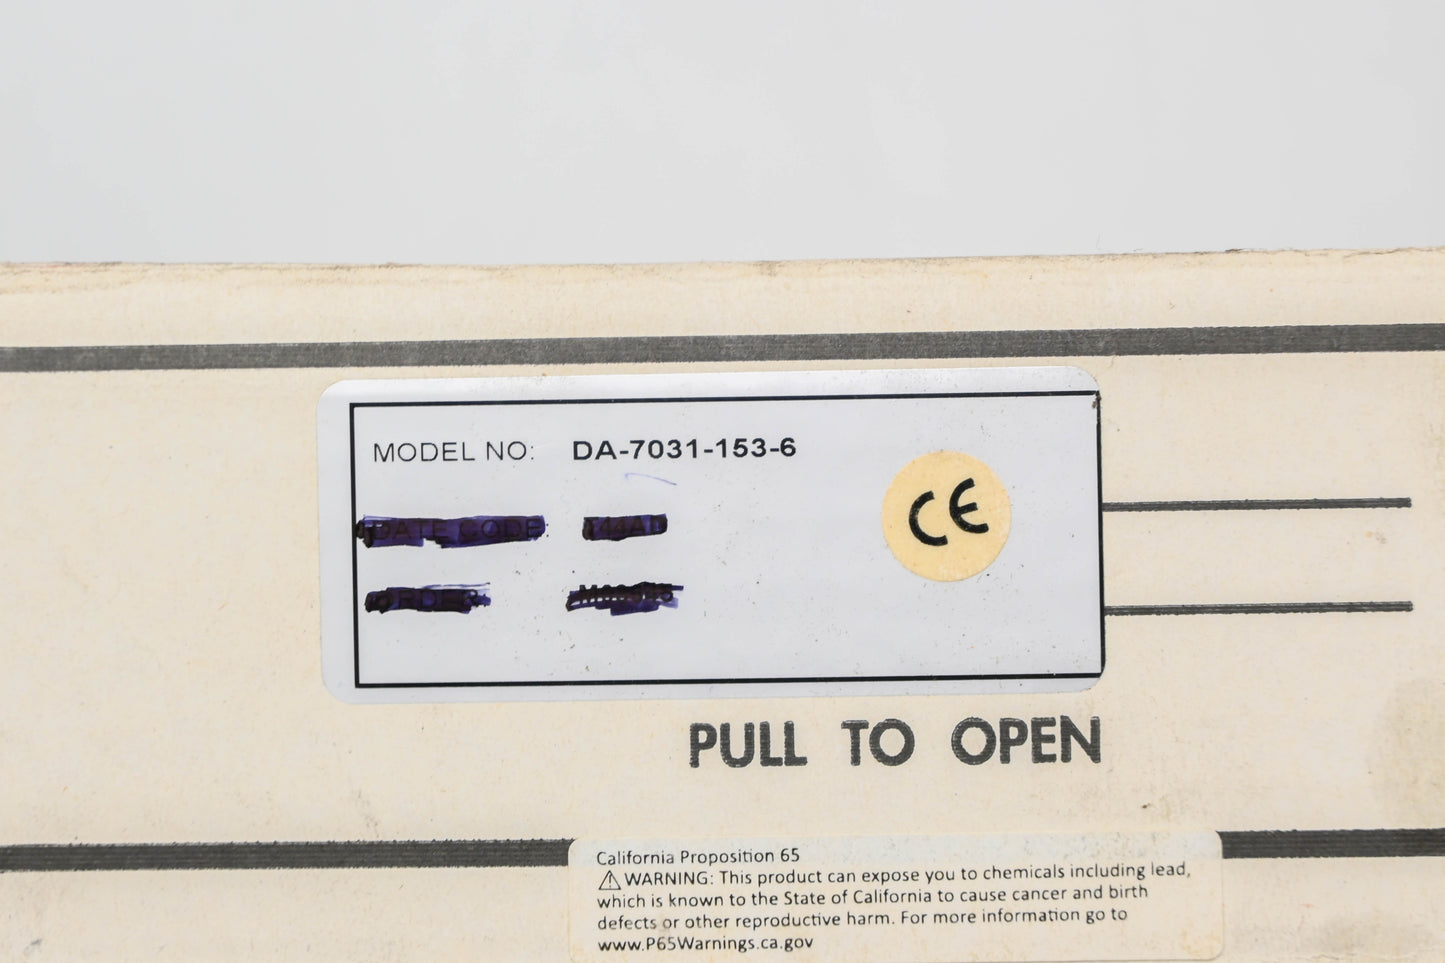 MODEL NO: DA-7031-153-6
DATE CODE
CE
PULL TO OPEN
California Proposition 65
⚠ WARNING: This product can expose you to chemicals including lead,
which is known to the State of California to cause cancer and birth
defects or other reproductive harm. For more information go to
www.P65Warnings.ca.gov